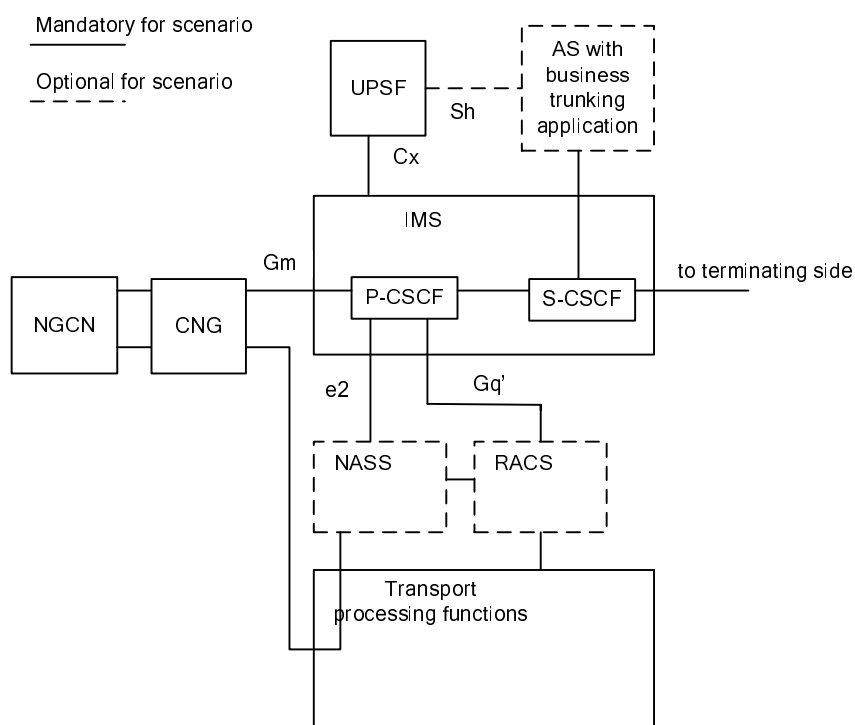 Mandatory for scenario
Optional for scenario
UPSF
Sh
AS with
business
trunking
application
Cx
IMS
Gm
to terminating side
NGCN
CNG
P-CSCF
S-CSCF
e2
Gq'
NASS
RACS
Transport
processing functions